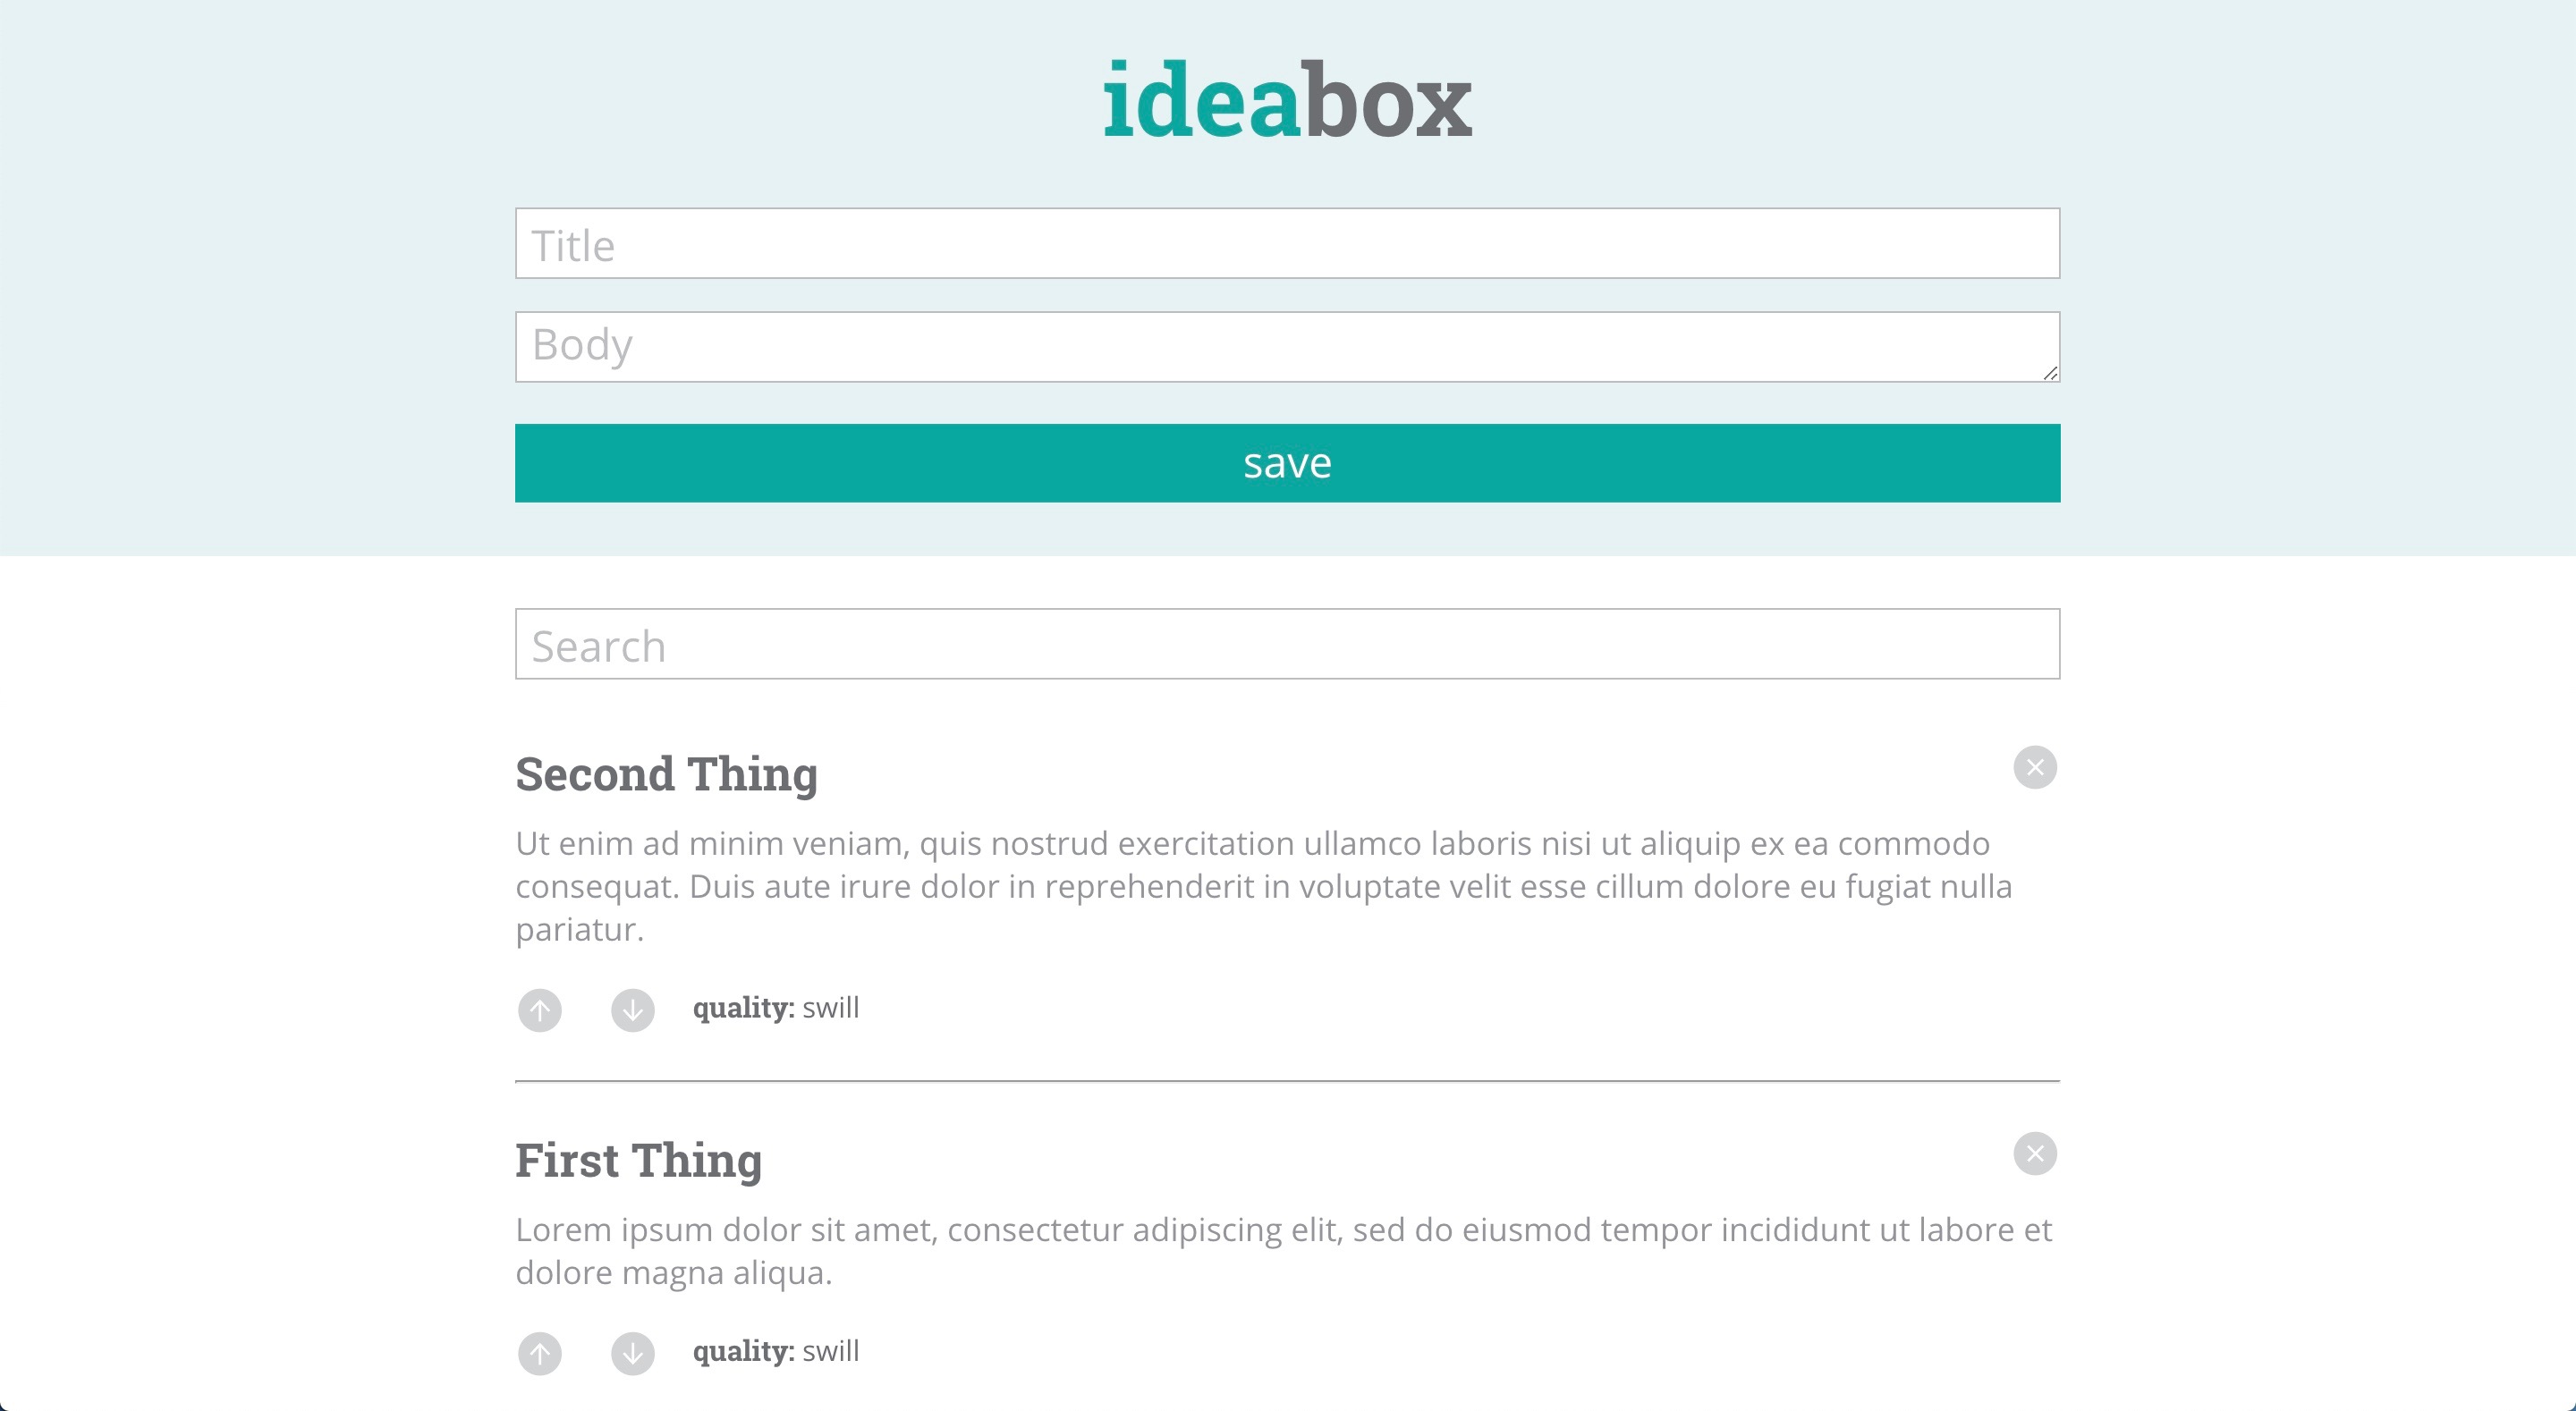 ideabox
Title
Body
save
Search
Second Thing
Ut enim ad minim veniam, quis nostrud exercitation ullamco laboris nisi ut aliquip ex ea commodo
consequat. Duis aute irure dolor in reprehenderit in voluptate velit esse cillum dolore eu fugiat nulla
pariatur.
quality: swill
First Thing
Lorem ipsum dolor sit amet, consectetur adipiscing elit, sed do eiusmod tempor incididunt ut labore et
dolore magna aliqua.
quality: swill